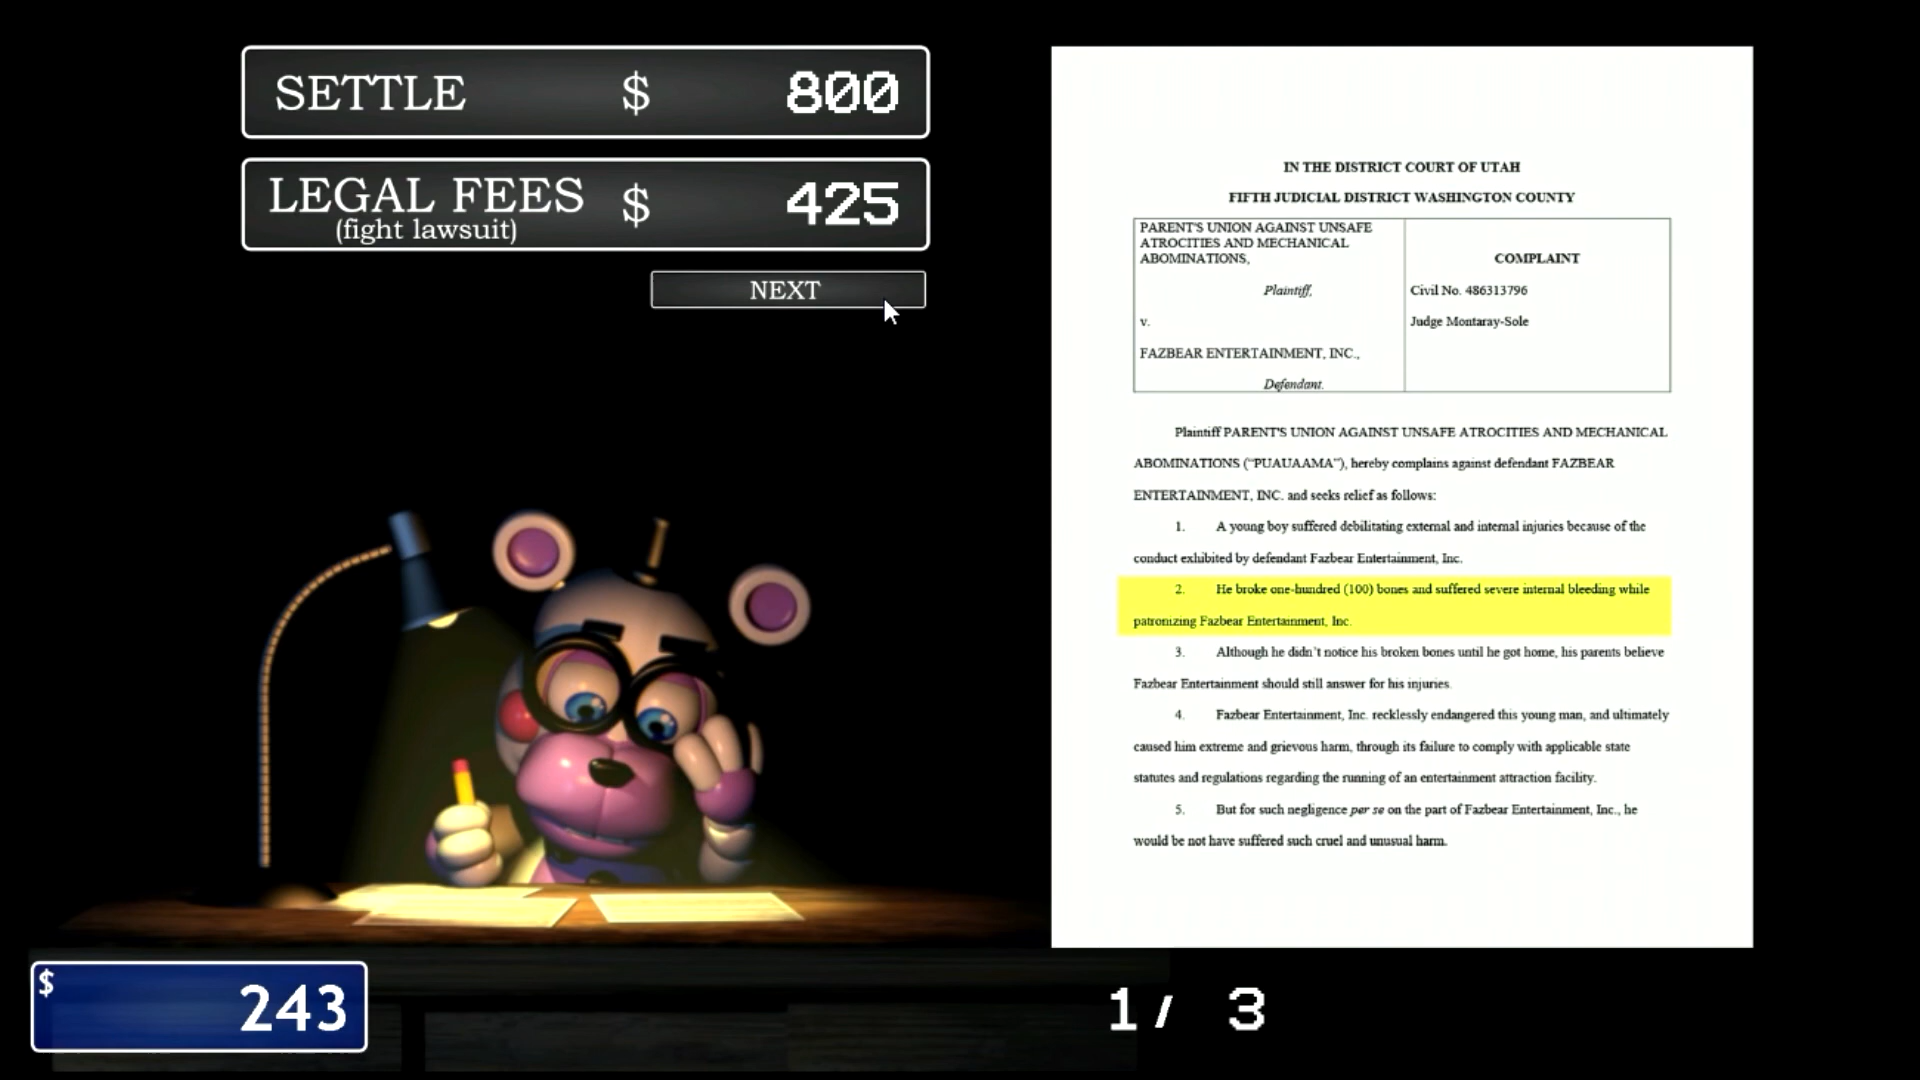 SETTLE $ 800
LEGAL FEES $ 425
(fight lawsuit)
NEXT
IN THE DISTRICT COURT OF UTAH
FIFTH JUDICIAL DISTRICT WASHINGTON COUNTY
PARENT'S UNION AGAINST UNSAFE
ATROCITIES AND MECHANICAL
ABOMINATIONS,
Plaintiff,
v.
FAZBEAR ENTERTAINMENT, INC.,
Defendant.
COMPLAINT
Civil No. 486313796
Judge Montaray-Sole
Plaintiff PARENT'S UNION AGAINST UNSAFE ATROCITIES AND MECHANICAL
ABOMINATIONS (“PUAUAAMA”), hereby complains against defendant FAZBEAR
ENTERTAINMENT, INC. and seeks relief as follows:
1. A young boy suffered debilitating external and internal injuries because of the
conduct exhibited by defendant Fazbear Entertainment, Inc.
2. He broke one-hundred (100) bones and suffered severe internal bleeding while
patronizing Fazbear Entertainment, Inc.
3. Although he didn’t notice his broken bones until he got home, his parents believe
Fazbear Entertainment should still answer for his injuries.
4. Fazbear Entertainment, Inc. recklessly endangered this young man, and ultimately
caused him extreme and grievous harm, through its failure to comply with applicable state
statutes and regulations regarding the running of an entertainment attraction facility.
5. But for such negligence per se on the part of Fazbear Entertainment, Inc., he
would be not have suffered such cruel and unusual harm.
$ 243
1 / 3